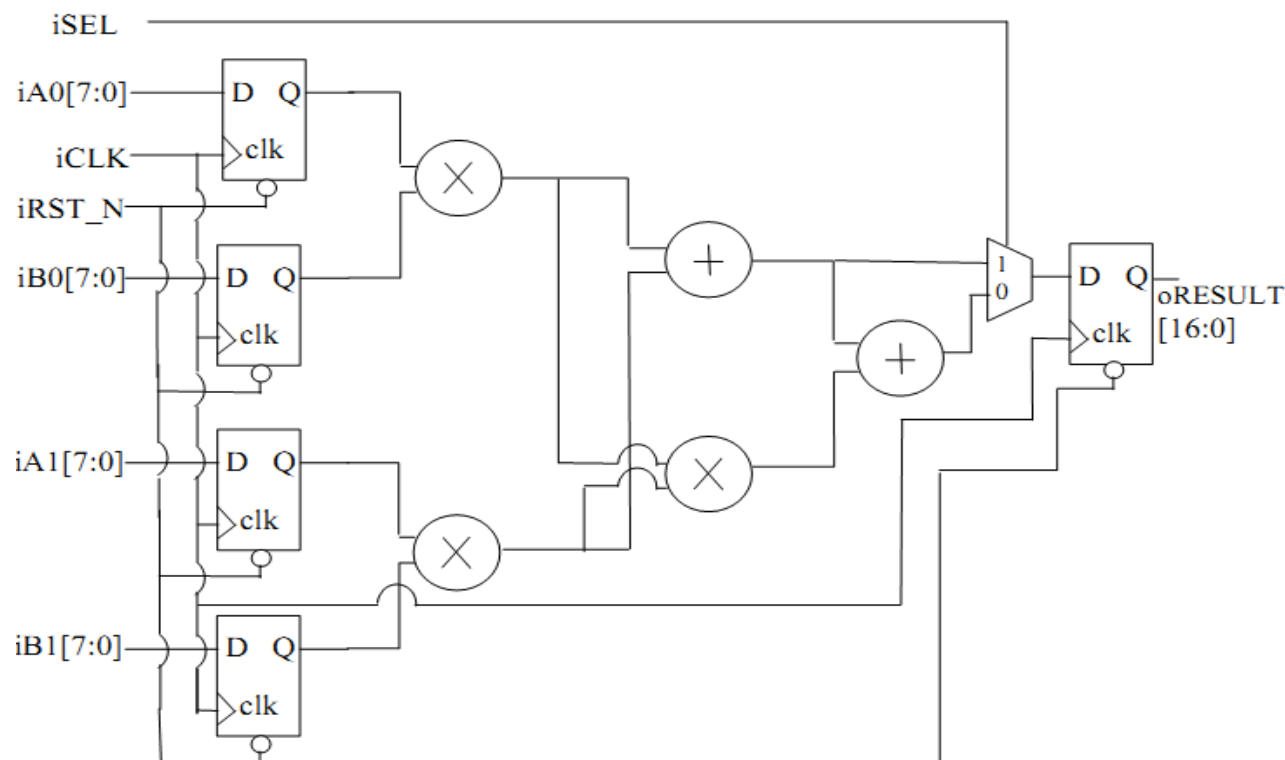 iSEL
iA0[7:0]
D Q
clk
iCLK
iRST_N
iB0[7:0]
D Q
clk
iA1[7:0]
D Q
clk
iB1[7:0]
D Q
clk
×
+
×
+
×
1
0
D Q
clk
oRESULT
[16:0]